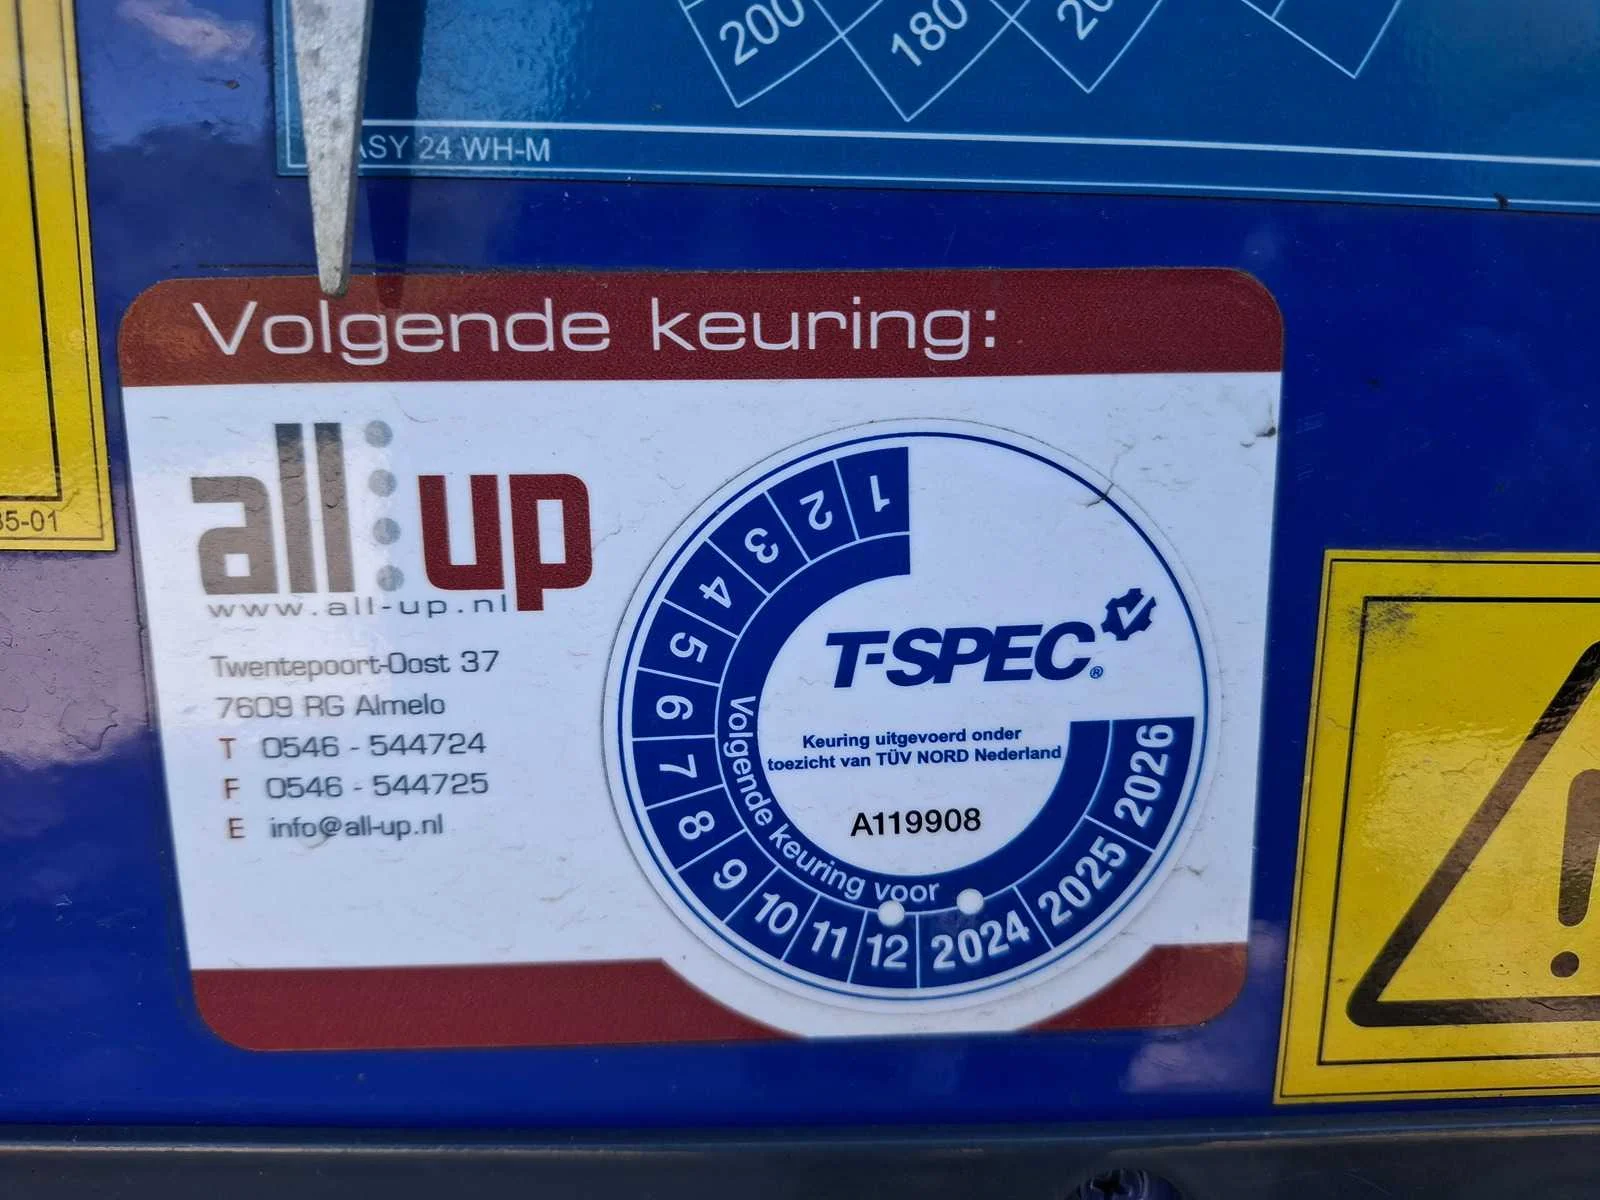 200
180
ASY 24 WH-M
Volgende keuring:
all:up
www.all-up.nl
Twentepoort-Oost 37
7609 RG Almelo
T 0546 - 544724
F 0546 - 544725
E info@all-up.nl
1 2 3 4 5 6 7 8 9 10 11 12 2024 2025 2026
T-SPEC®
Keuring uitgevoerd onder
toezicht van TÜV NORD Nederland
A119908
Volgende keuring voor
35-01
!